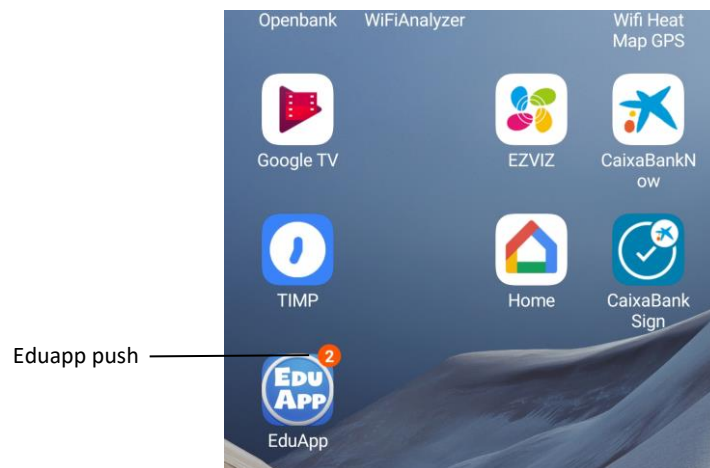 Openbank WiFiAnalyzer Wifi Heat
Map GPS
Google TV EZVIZ CaixaBankN
ow
TIMP Home CaixaBank
Sign
Eduapp push
2
EDU
APP
EduApp